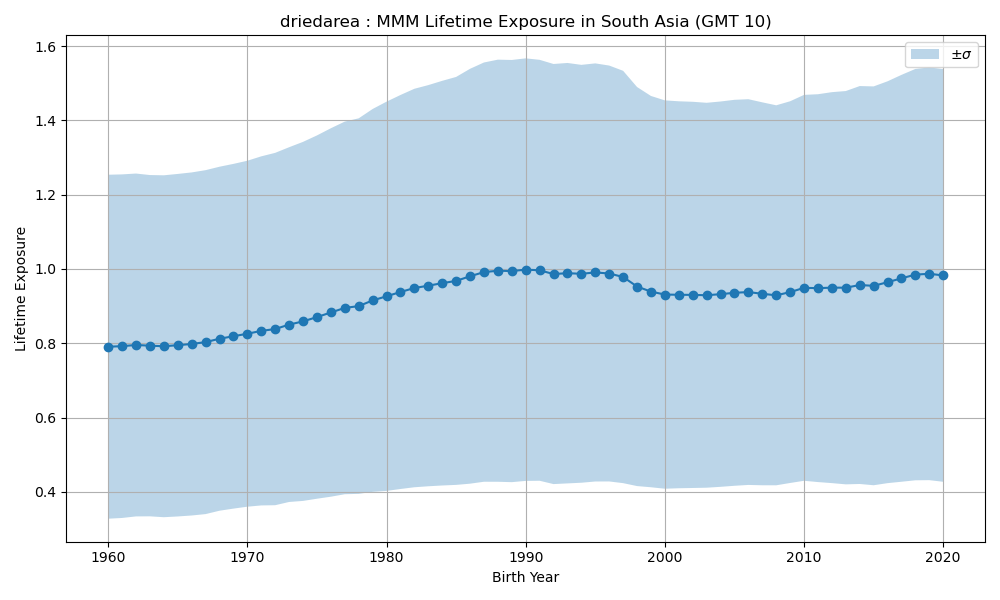 driedarea : MMM Lifetime Exposure in South Asia (GMT 10)
±σ
1.6
1.4
1.2
1.0
0.8
0.6
0.4
Lifetime Exposure
1960 1970 1980 1990 2000 2010 2020
Birth Year